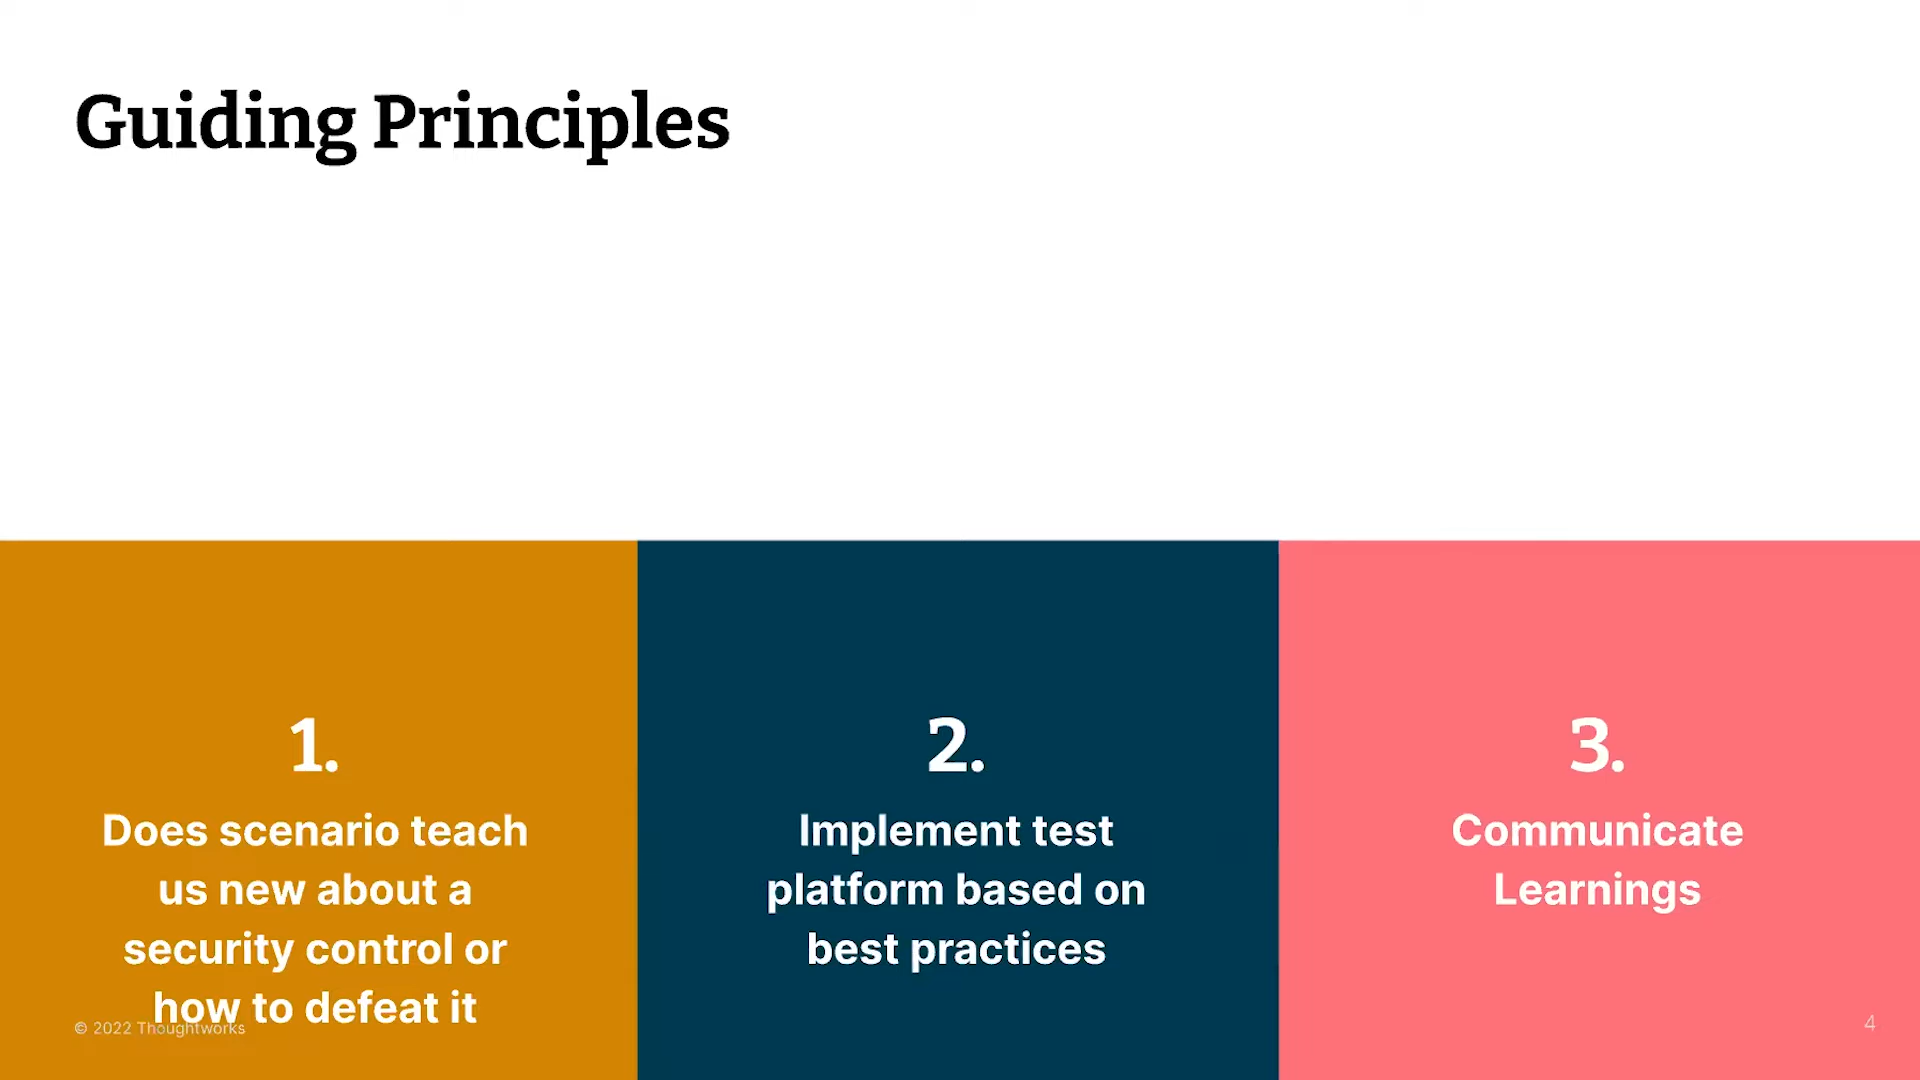 Guiding Principles
1.
Does scenario teach
us new about a
security control or
how to defeat it
2.
Implement test
platform based on
best practices
3.
Communicate
Learnings
© 2022 Thoughtworks
4